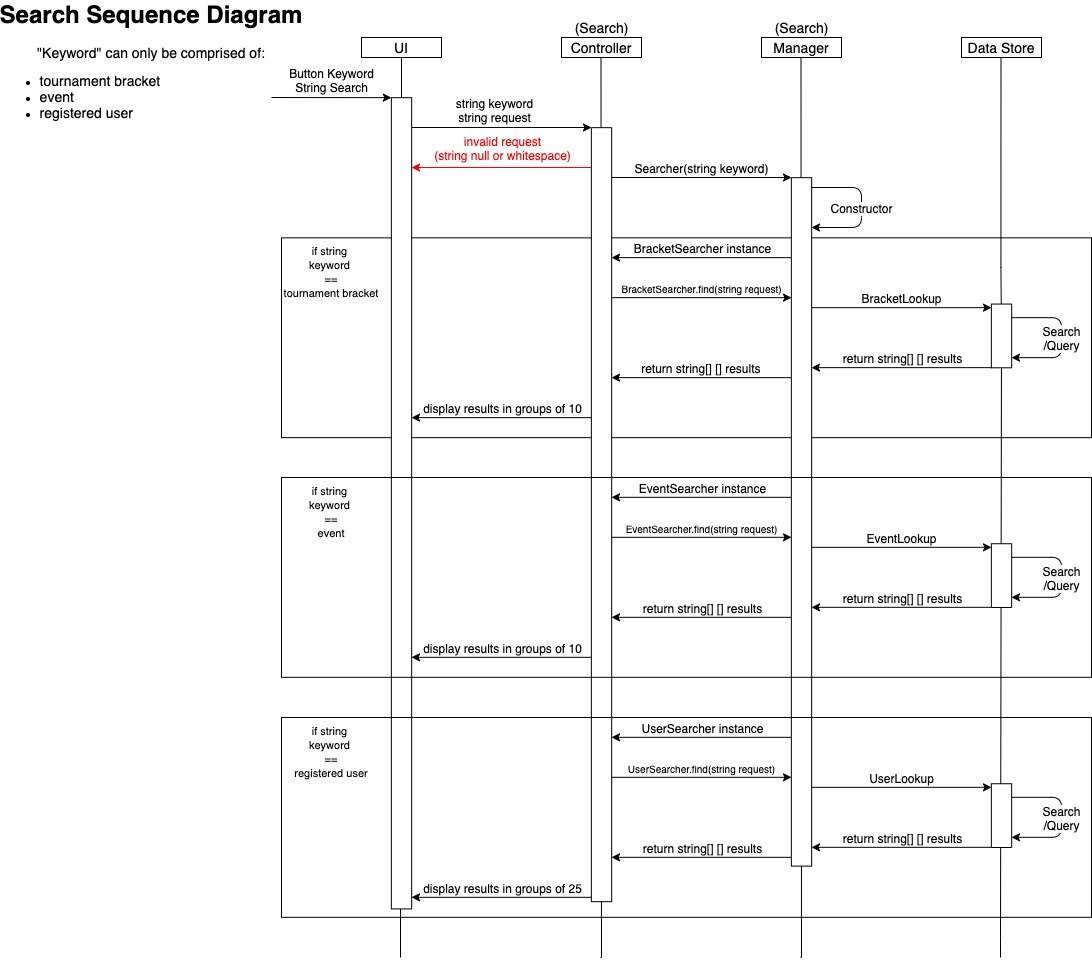 Search Sequence Diagram
"Keyword" can only be comprised of:
• tournament bracket
• event
• registered user
(Search)
(Search)
UI
Controller
Manager
Data Store
Button Keyword
String Search
string keyword
string request
invalid request
(string null or whitespace)
Searcher(string keyword)
Constructor
if string
keyword
==
tournament bracket
BracketSearcher instance
BracketSearcher.find(string request)
BracketLookup
Search
/Query
return string[] [] results
return string[] [] results
display results in groups of 10
if string
keyword
==
event
EventSearcher instance
EventSearcher.find(string request)
EventLookup
Search
/Query
return string[] [] results
return string[] [] results
display results in groups of 10
if string
keyword
==
registered user
UserSearcher instance
UserSearcher.find(string request)
UserLookup
Search
/Query
return string[] [] results
return string[] [] results
display results in groups of 25